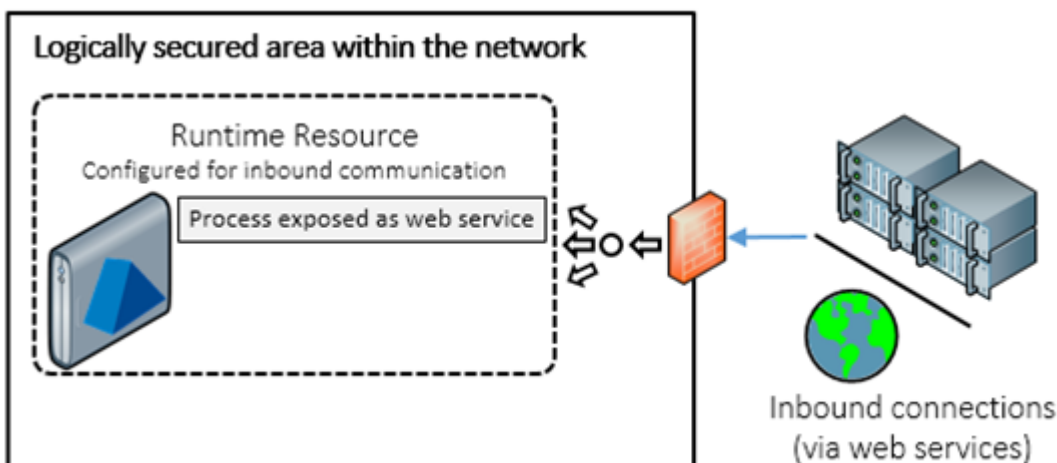 Logically secured area within the network
Runtime Resource
Configured for inbound communication
Process exposed as web service
Inbound connections
(via web services)